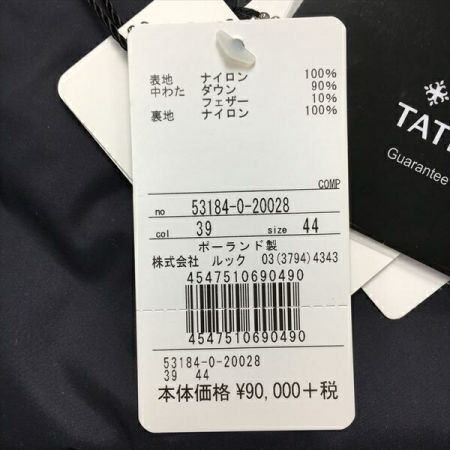 表地 ナイロン 100%
中わた ダウン 90%
フェザー 10%
裏地 ナイロン 100%
COMP
no 53184-0-20028
col 39 size 44
ポーランド製
株式会社 ルック 03(3794)4343
4547510690490
4547510690490
53184-0-20028
39 44
本体価格 ¥90,000+税
TAT
Guarantee